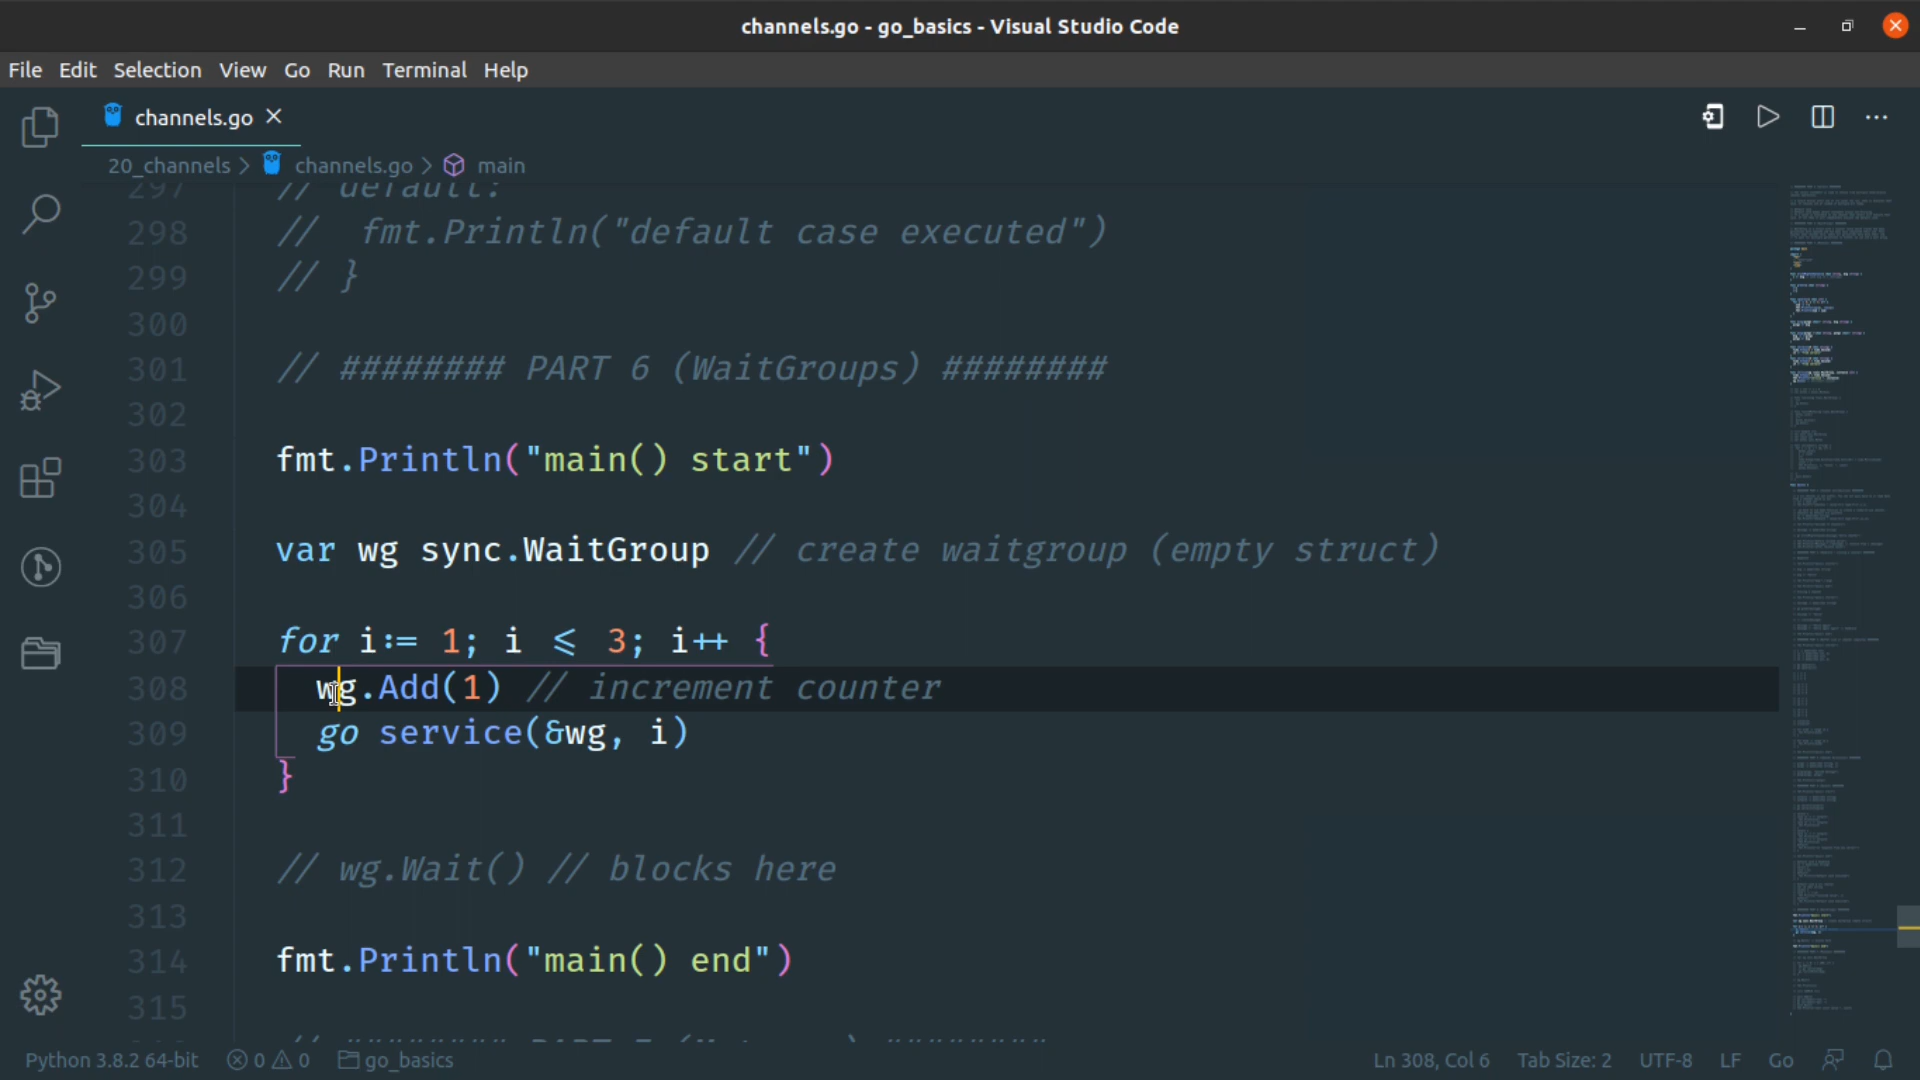 channels.go - go_basics - Visual Studio Code
File Edit Selection View Go Run Terminal Help
channels.go
20_channels > channels.go > main
297 // default:
298 // fmt.Println("default case executed")
299 // }
300
301 // ######## PART 6 (WaitGroups) ########
302
303 fmt.Println("main() start")
304
305 var wg sync.WaitGroup // create waitgroup (empty struct)
306
307 for i:= 1; i <= 3; i++ {
308 wg.Add(1) // increment counter
309 go service(&wg, i)
310 }
311
312 // wg.Wait() // blocks here
313
314 fmt.Println("main() end")
315
Python 3.8.2 64-bit 0 0 go_basics Ln 308, Col 6 Tab Size: 2 UTF-8 LF Go